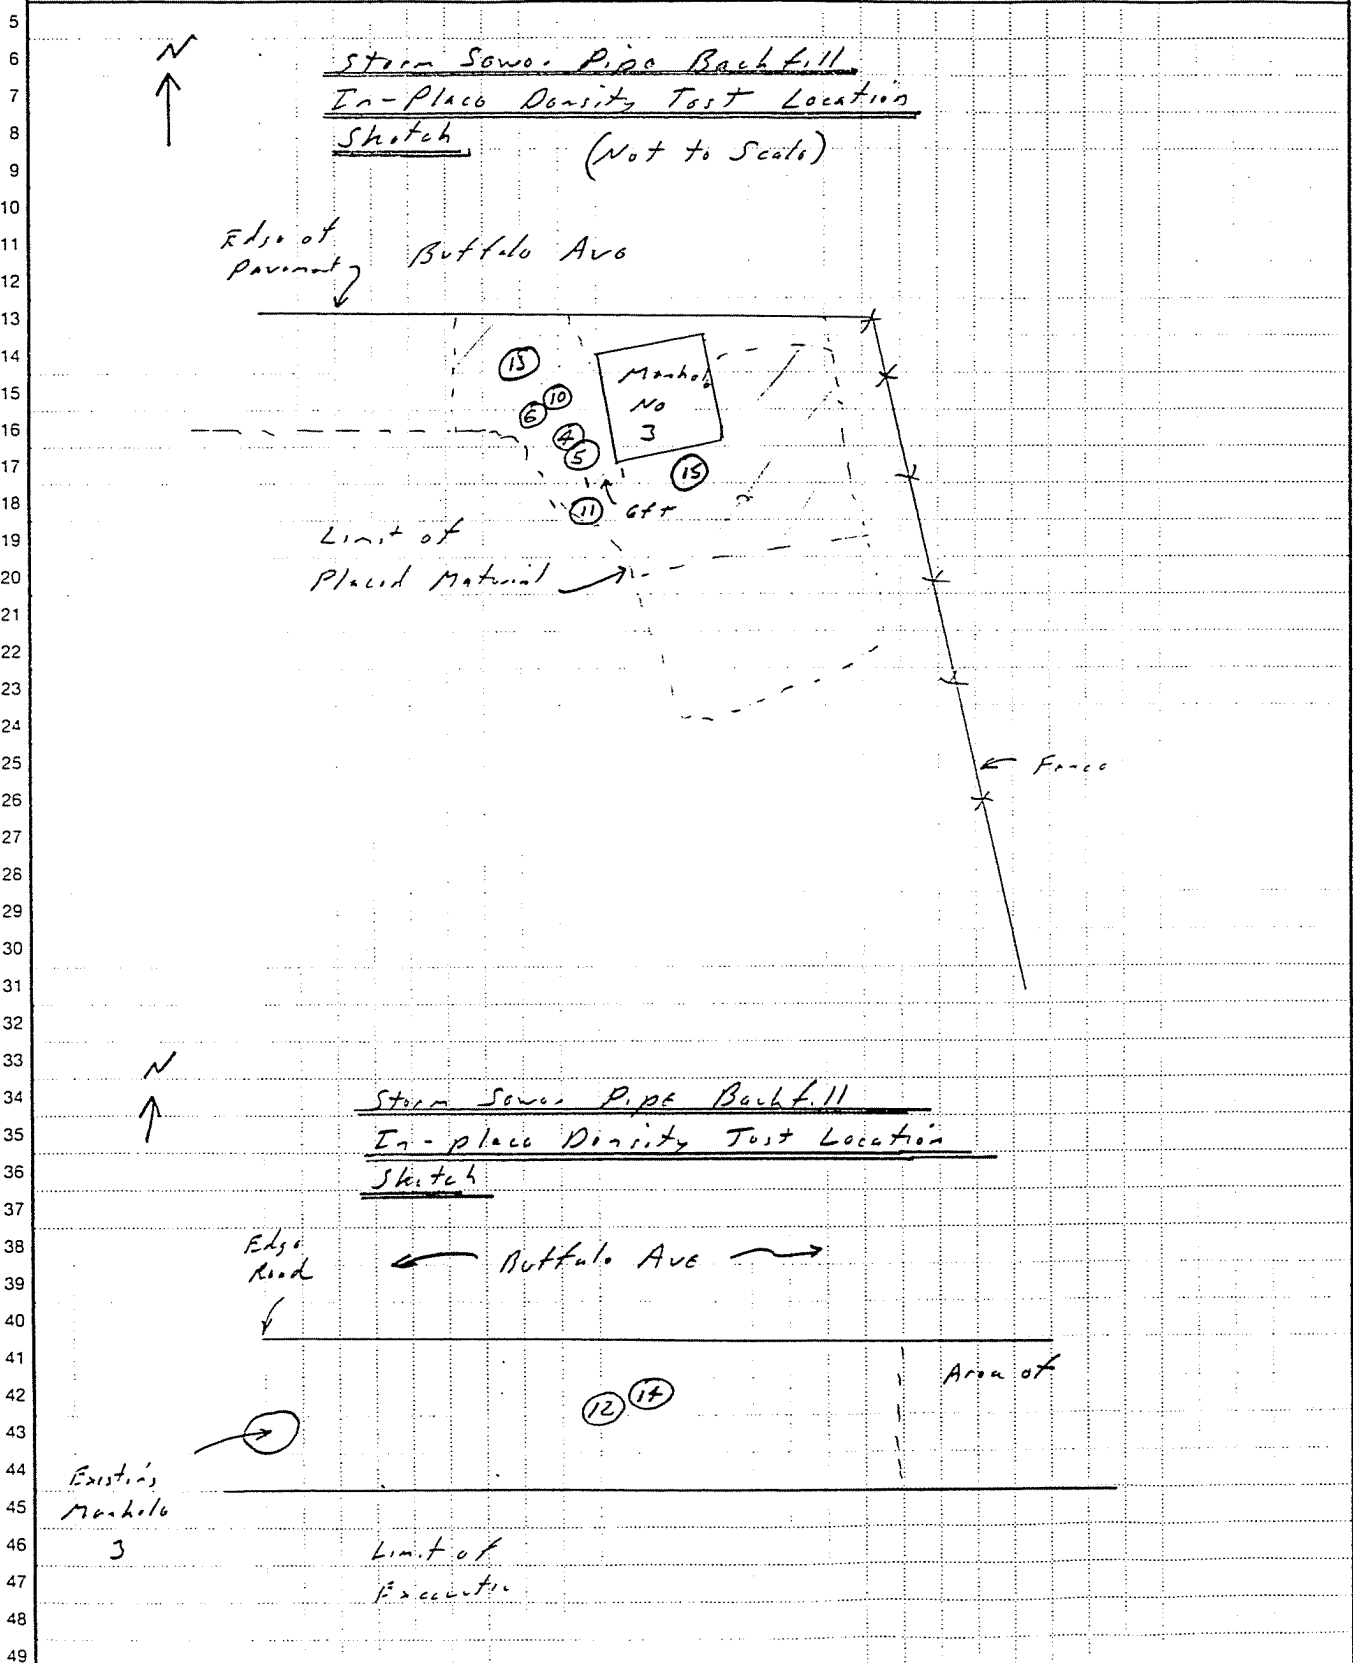 5
6
7
8
9
10
11
12
13
14
15
16
17
18
19
20
21
22
23
24
25
26
27
28
29
30
31
32
33
34
35
36
37
38
39
40
41
42
43
44
45
46
47
48
49
N
Storm Sewer Pipe Backfill
In-Place Density Test Location
Sketch
(Not to Scale)
Edge of
Pavement
Buffalo Ave
15
10
6
4
5
11
Manhole
No
3
15
6ft
Limit of
Placed Material
Fence
N
Storm Sewer Pipe Backfill
In-place Density Test Location
Sketch
Edge
Road
Buffalo Ave
Area of
12
14
Existing
Manhole
3
Limit of